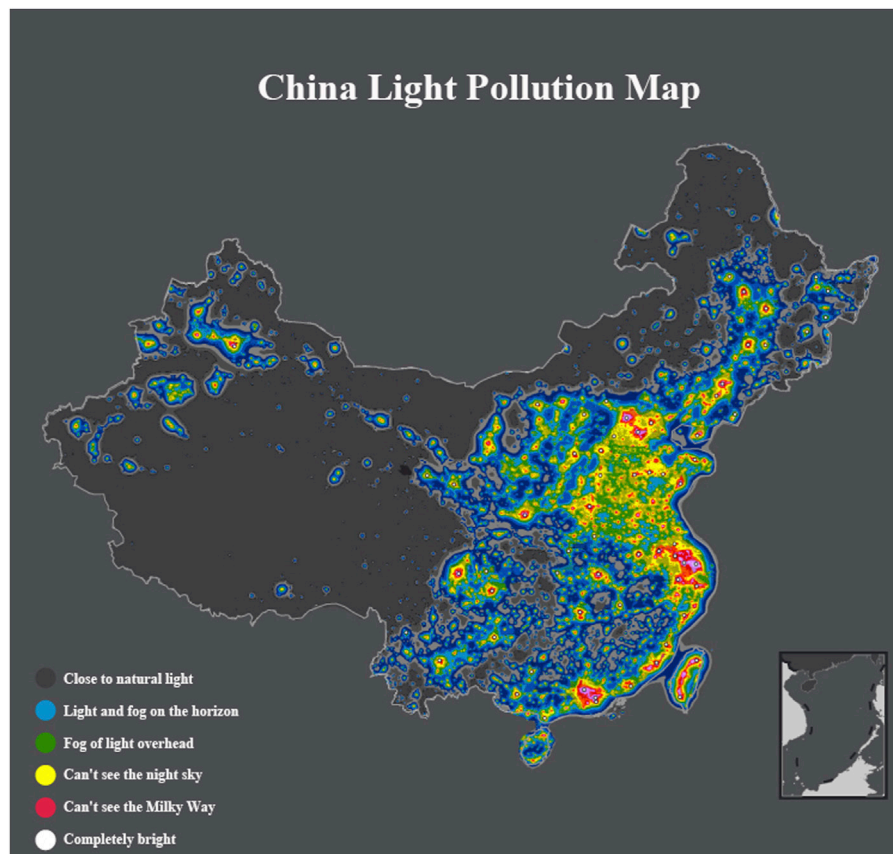 China Light Pollution Map
Close to natural light
Light and fog on the horizon
Fog of light overhead
Can't see the night sky
Can't see the Milky Way
Completely bright